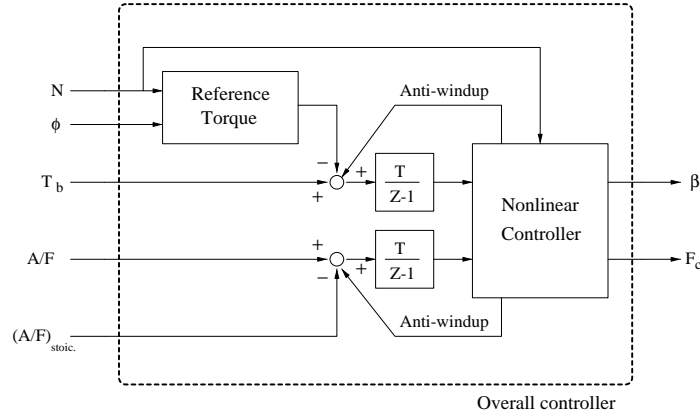 N
Reference
Torque
Anti-windup
ϕ
−
+
T
Z-1
T b
+
β
Nonlinear
Controller
A/F
+
−
+
T
Z-1
F c
Anti-windup
(A/F) stoic.
Overall controller